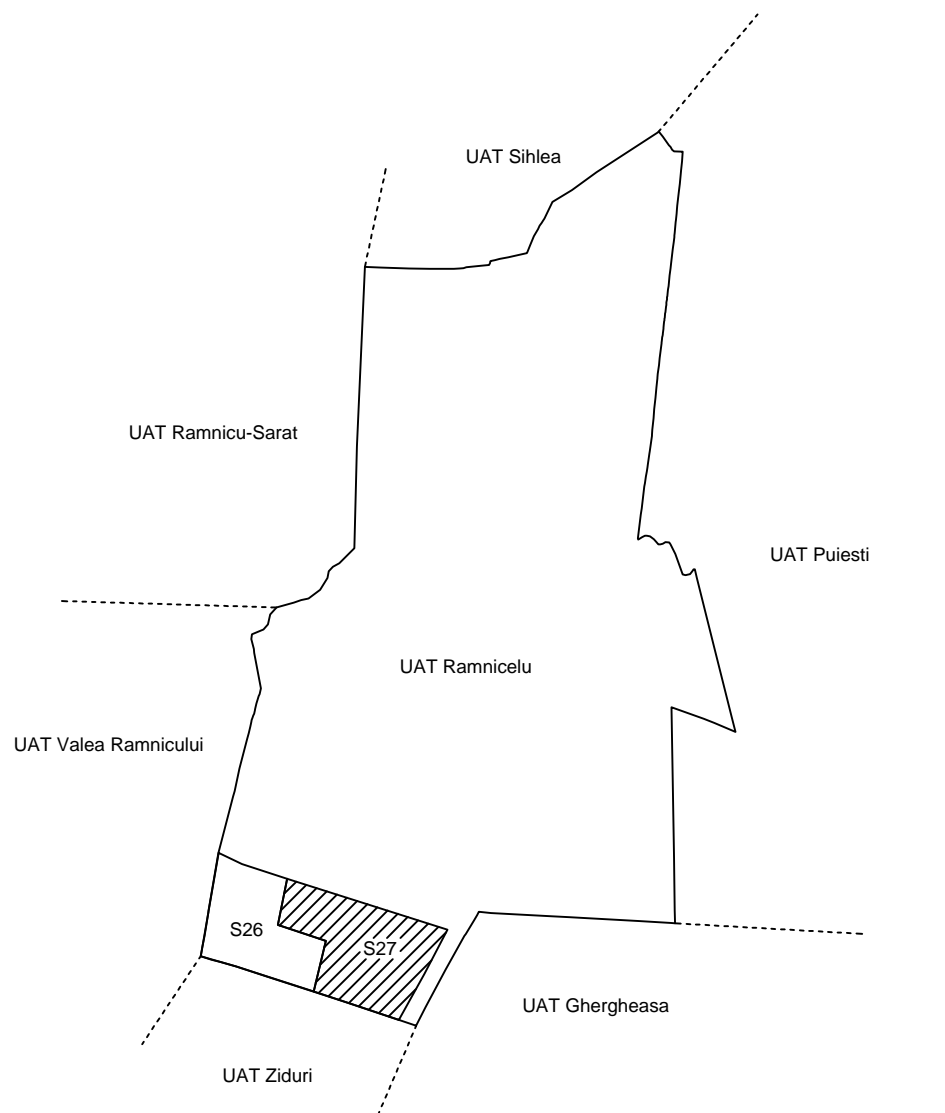 UAT Sihlea
UAT Ramnicu-Sarat
UAT Puiesti
UAT Ramnicelu
UAT Valea Ramnicului
S26
S27
UAT Ghergheasa
UAT Ziduri